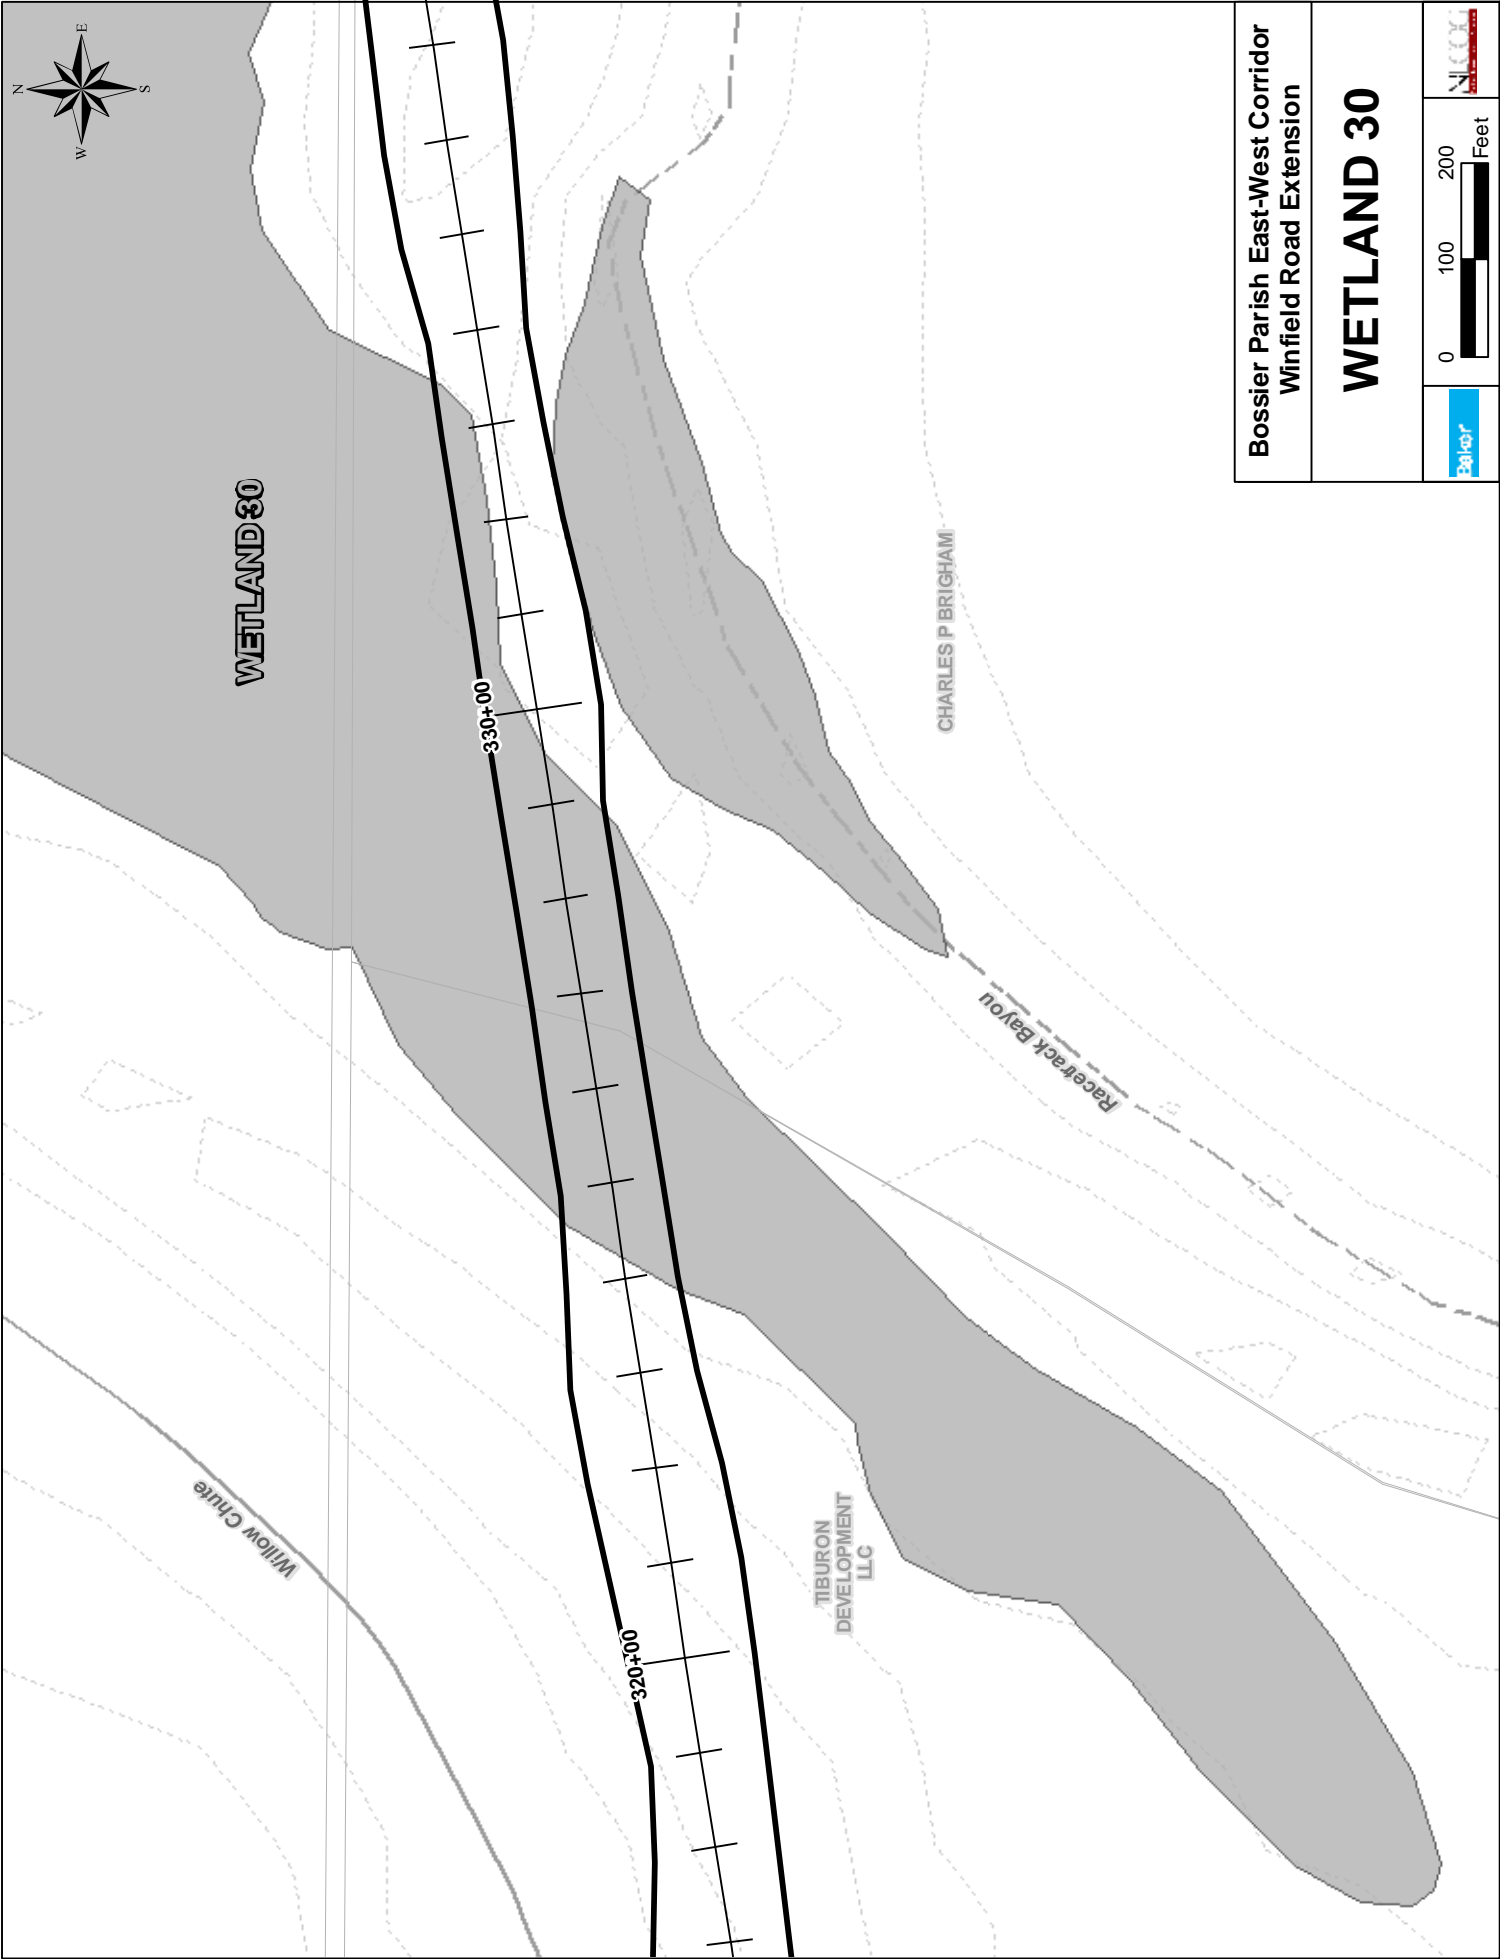 N
E
S
W
WETLAND 30
330+00
CHARLES P BRIGHAM
Racetrack Bayou
Willow Chute
TIBURON
DEVELOPMENT
LLC
320+00
Bossier Parish East-West Corridor
Winfield Road Extension
WETLAND 30
Baker
0 100 200
Feet